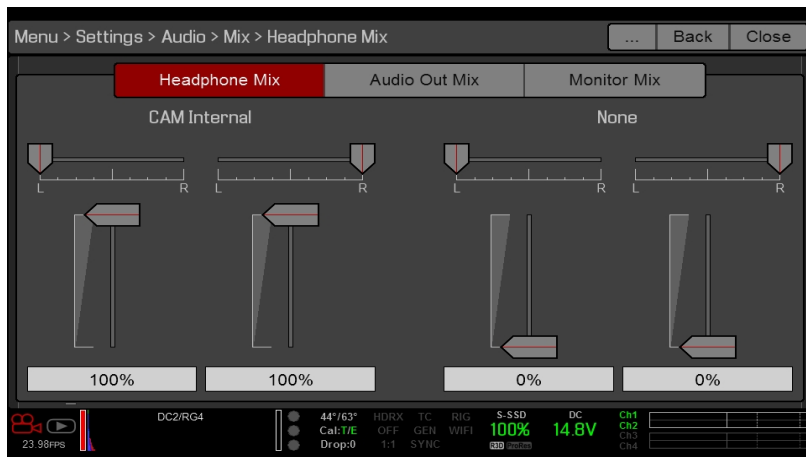 Menu > Settings > Audio > Mix > Headphone Mix ... Back Close
Headphone Mix Audio Out Mix Monitor Mix
CAM Internal None
L R L R L R L R
100% 100% 0% 0%
DC2/RG4 44°/63° HDRX TC RIG S-SSD DC Ch1
Cal:T/E OFF GEN WIFI 100% 14.8V Ch2
23.98FPS Drop:0 1:1 SYNC R3D ProRes Ch3
Ch4